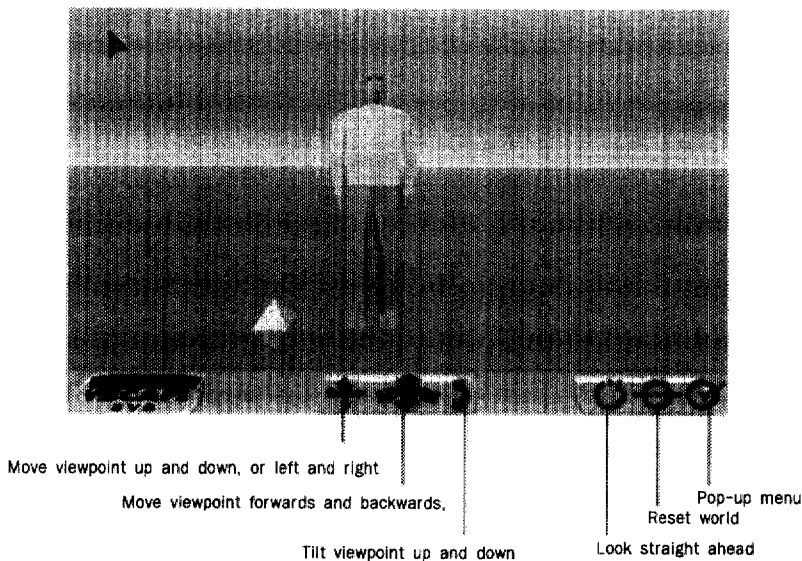 Move viewpoint up and down, or left and right
Move viewpoint forwards and backwards,
Tilt viewpoint up and down
Pop-up menu
Reset world
Look straight ahead